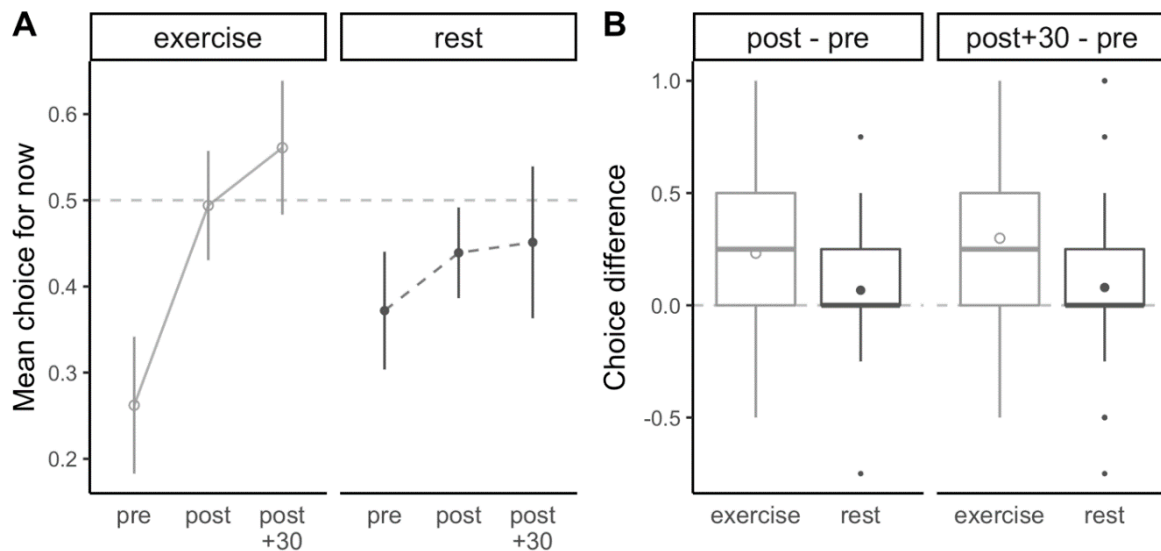 A
exercise
rest
Mean choice for now
0.6
0.5
0.4
0.3
0.2
pre
post
post
+30
pre
post
post
+30
B
post - pre
post+30 - pre
Choice difference
1.0
0.5
0.0
-0.5
exercise
rest
exercise
rest